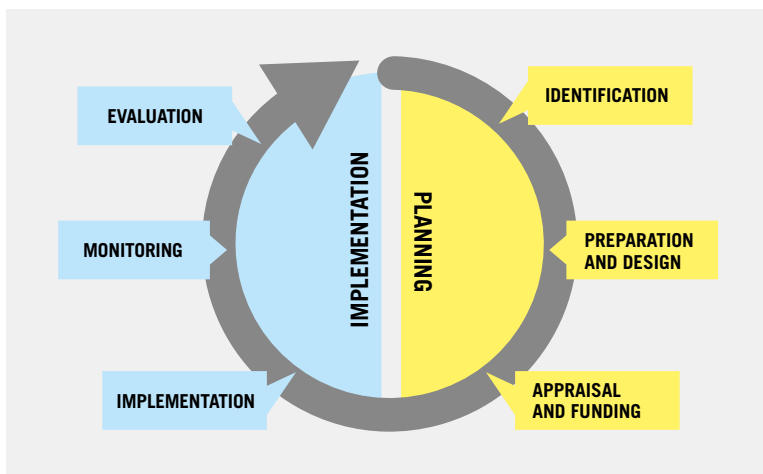 EVALUATION
IDENTIFICATION
IMPLEMENTATION
PLANNING
MONITORING
PREPARATION
AND DESIGN
IMPLEMENTATION
APPRAISAL
AND FUNDING